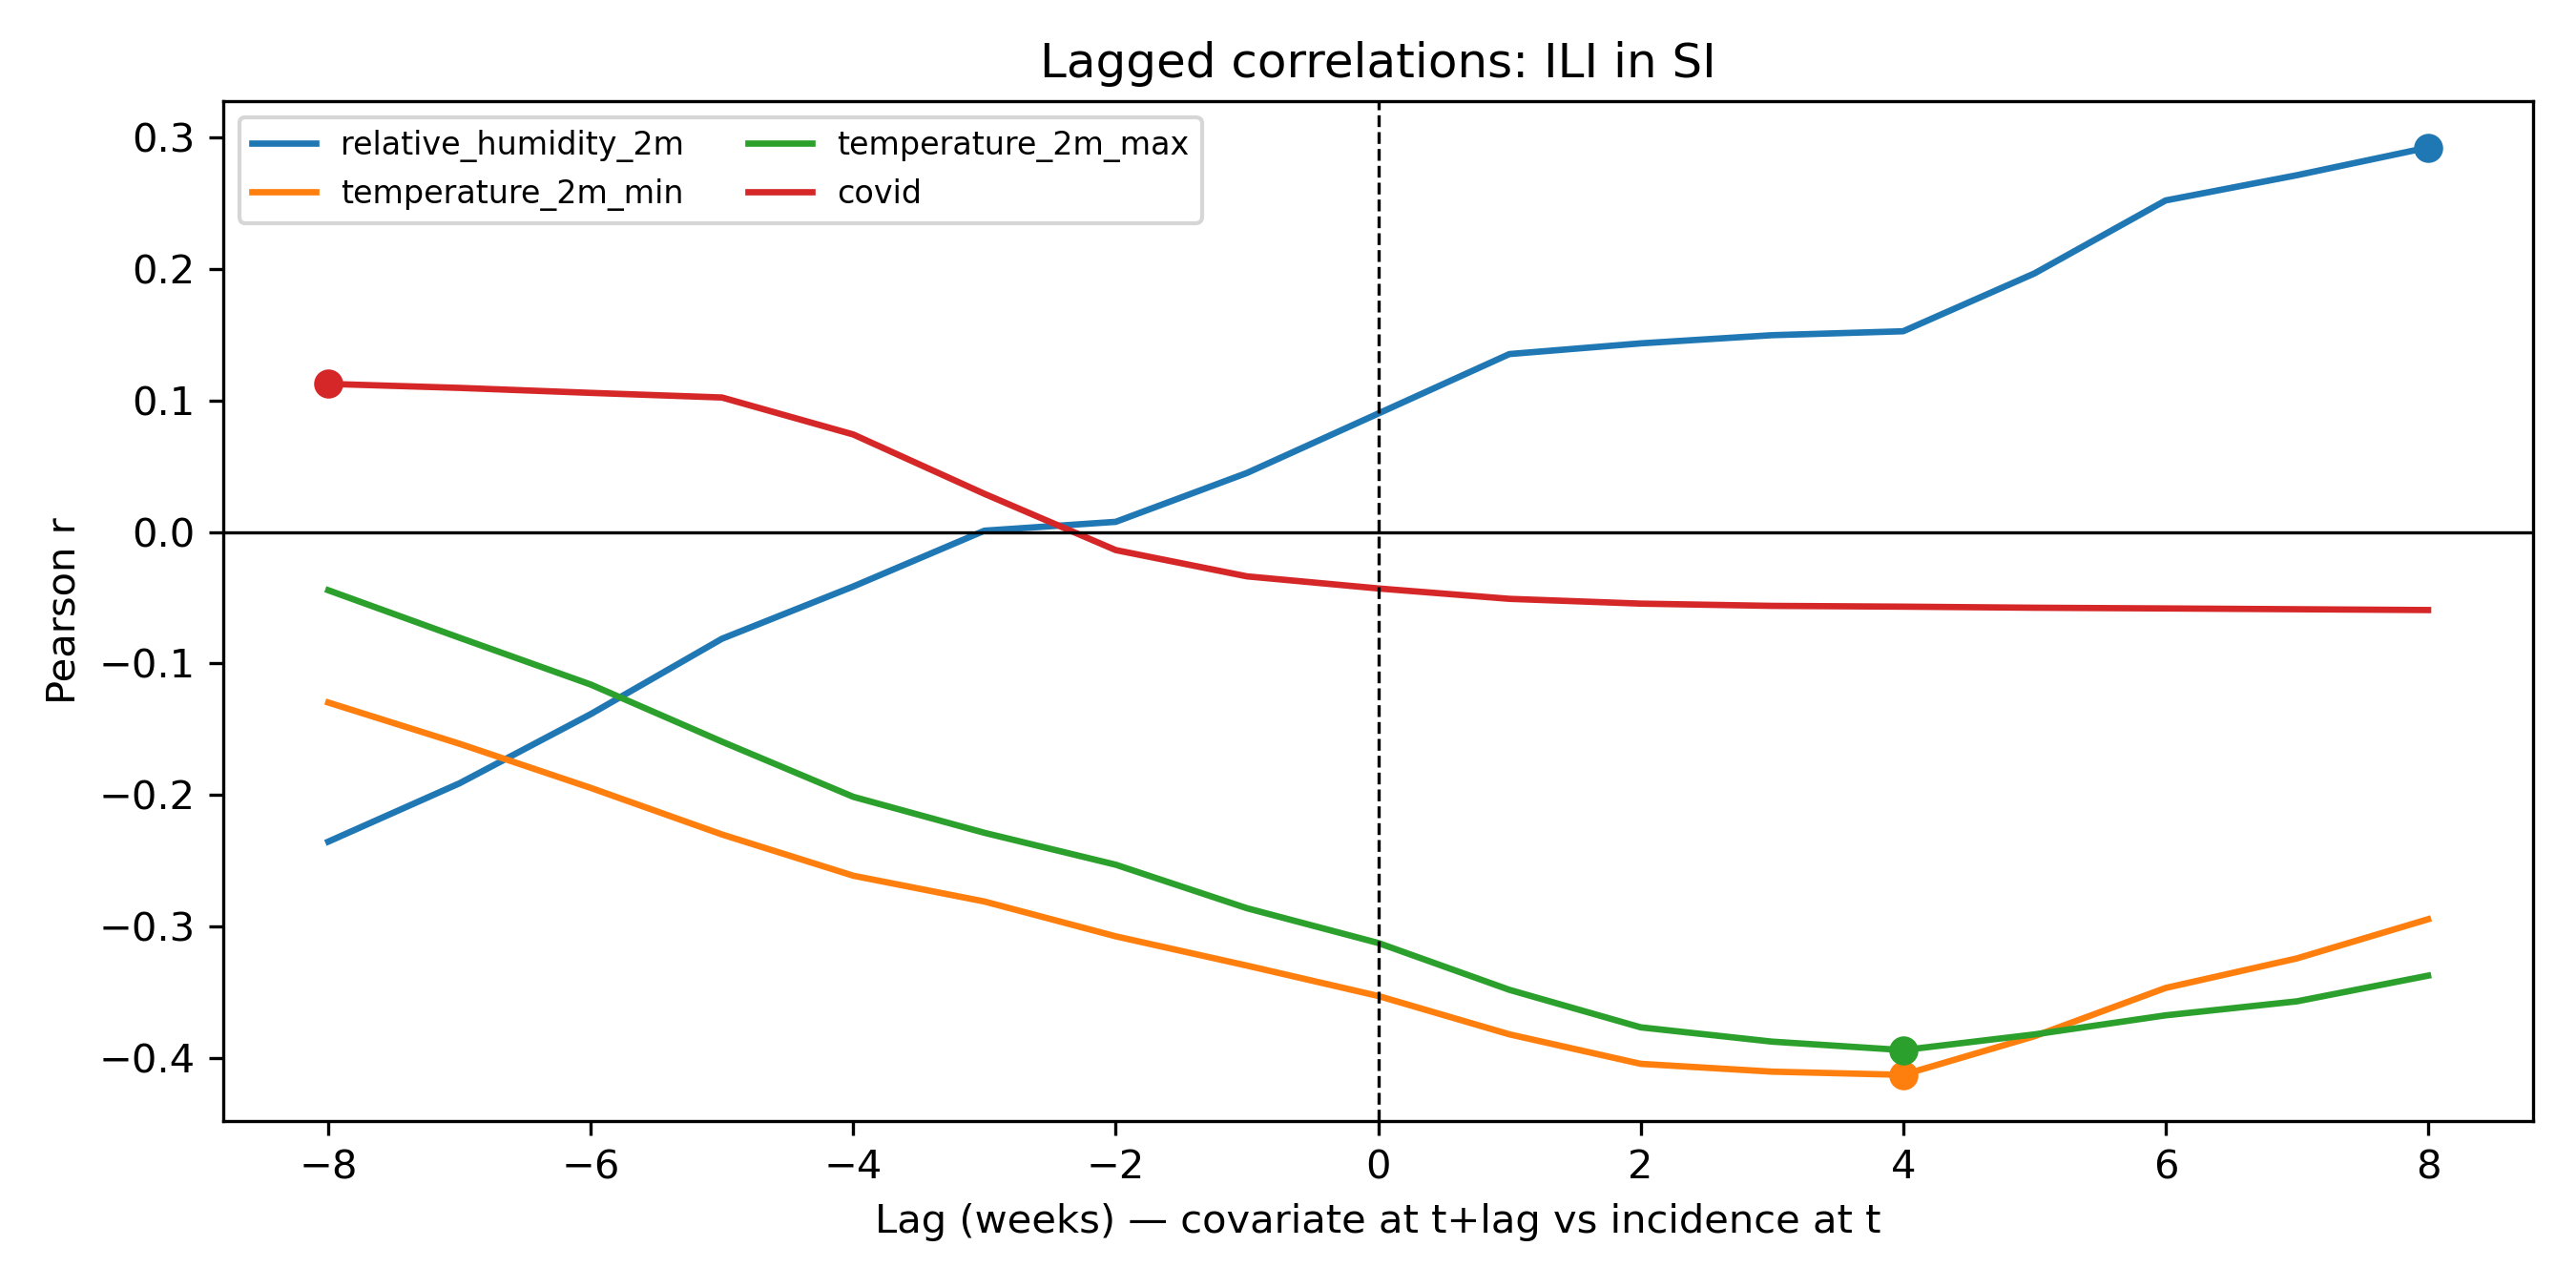 Lagged correlations: ILI in SI
relative_humidity_2m
temperature_2m_min
temperature_2m_max
covid
Pearson r
0.3
0.2
0.1
0.0
−0.1
−0.2
−0.3
−0.4
−8 −6 −4 −2 0 2 4 6 8
Lag (weeks) — covariate at t+lag vs incidence at t